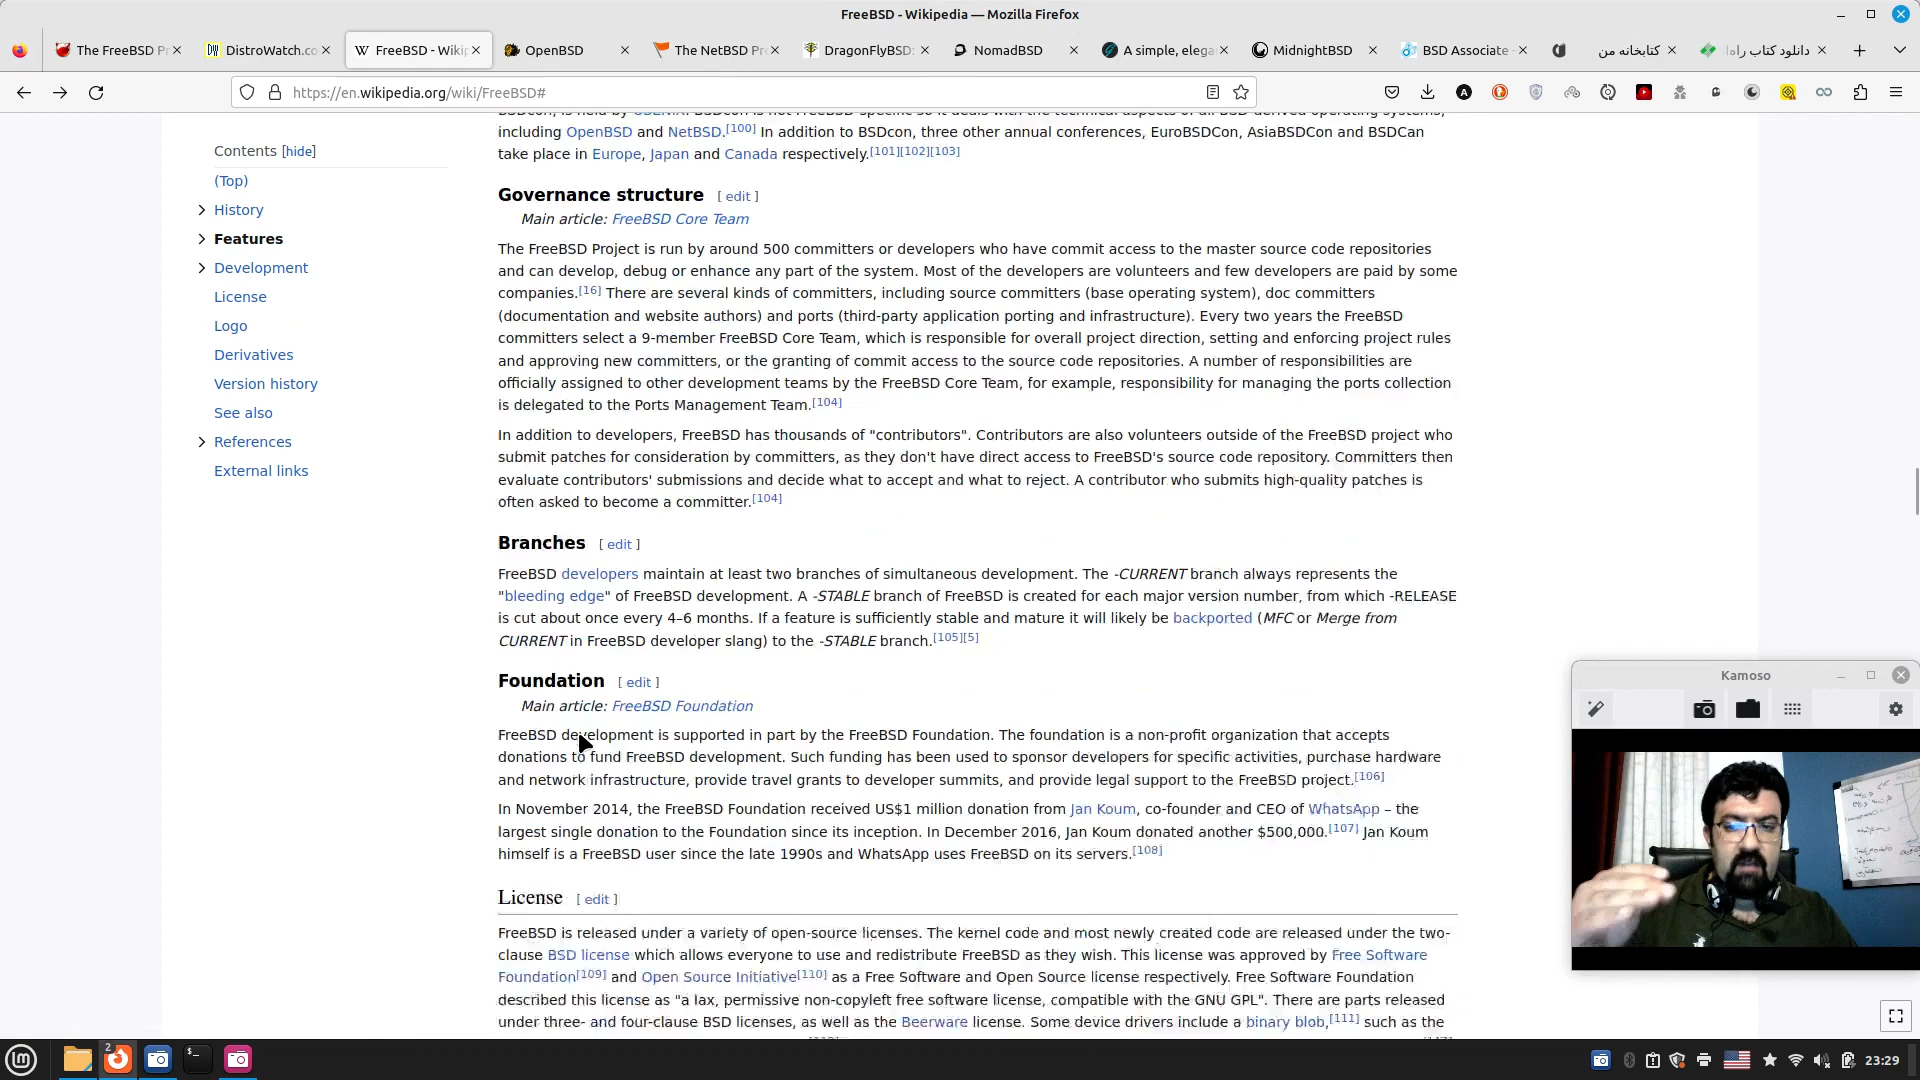 FreeBSD - Wikipedia — Mozilla Firefox
The FreeBSD Pr
DistroWatch.co
FreeBSD - Wikip
OpenBSD
The NetBSD Pro
DragonFlyBSD:
NomadBSD
A simple, elega
MidnightBSD
BSD Associate
کتابخانه من
دانلود کتاب راه
https://en.wikipedia.org/wiki/FreeBSD#
Contents [hide]
(Top)
History
Features
Development
License
Logo
Derivatives
Version history
See also
References
External links
including OpenBSD and NetBSD.[100] In addition to BSDcon, three other annual conferences, EuroBSDCon, AsiaBSDCon and BSDCan
take place in Europe, Japan and Canada respectively.[101][102][103]
Governance structure [ edit ]
Main article: FreeBSD Core Team
The FreeBSD Project is run by around 500 committers or developers who have commit access to the master source code repositories
and can develop, debug or enhance any part of the system. Most of the developers are volunteers and few developers are paid by some
companies.[16] There are several kinds of committers, including source committers (base operating system), doc committers
(documentation and website authors) and ports (third-party application porting and infrastructure). Every two years the FreeBSD
committers select a 9-member FreeBSD Core Team, which is responsible for overall project direction, setting and enforcing project rules
and approving new committers, or the granting of commit access to the source code repositories. A number of responsibilities are
officially assigned to other development teams by the FreeBSD Core Team, for example, responsibility for managing the ports collection
is delegated to the Ports Management Team.[104]
In addition to developers, FreeBSD has thousands of "contributors". Contributors are also volunteers outside of the FreeBSD project who
submit patches for consideration by committers, as they don't have direct access to FreeBSD's source code repository. Committers then
evaluate contributors' submissions and decide what to accept and what to reject. A contributor who submits high-quality patches is
often asked to become a committer.[104]
Branches [ edit ]
FreeBSD developers maintain at least two branches of simultaneous development. The -CURRENT branch always represents the
"bleeding edge" of FreeBSD development. A -STABLE branch of FreeBSD is created for each major version number, from which -RELEASE
is cut about once every 4–6 months. If a feature is sufficiently stable and mature it will likely be backported (MFC or Merge from
CURRENT in FreeBSD developer slang) to the -STABLE branch.[105][5]
Foundation [ edit ]
Main article: FreeBSD Foundation
FreeBSD development is supported in part by the FreeBSD Foundation. The foundation is a non-profit organization that accepts
donations to fund FreeBSD development. Such funding has been used to sponsor developers for specific activities, purchase hardware
and network infrastructure, provide travel grants to developer summits, and provide legal support to the FreeBSD project.[106]
In November 2014, the FreeBSD Foundation received US$1 million donation from Jan Koum, co-founder and CEO of WhatsApp – the
largest single donation to the Foundation since its inception. In December 2016, Jan Koum donated another $500,000.[107] Jan Koum
himself is a FreeBSD user since the late 1990s and WhatsApp uses FreeBSD on its servers.[108]
License [ edit ]
FreeBSD is released under a variety of open-source licenses. The kernel code and most newly created code are released under the two-
clause BSD license which allows everyone to use and redistribute FreeBSD as they wish. This license was approved by Free Software
Foundation[109] and Open Source Initiative[110] as a Free Software and Open Source license respectively. Free Software Foundation
described this license as "a lax, permissive non-copyleft free software license, compatible with the GNU GPL". There are parts released
under three- and four-clause BSD licenses, as well as the Beerware license. Some device drivers include a binary blob,[111] such as the
Kamoso
2
23:29